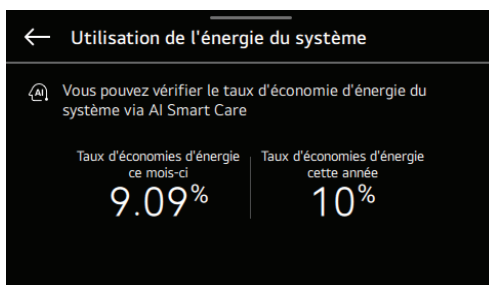 Utilisation de l'énergie du système
AI
Vous pouvez vérifier le taux d'économie d'énergie du
système via AI Smart Care
Taux d'économies d'énergie
ce mois-ci
9.09%
Taux d'économies d'énergie
cette année
10%